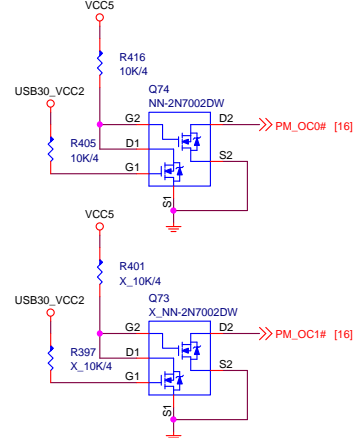 VCC5
R416
10K/4
USB30_VCC2
Q74
NN-2N7002DW
G2
D2
PM_OC0# [16]
R405
10K/4
D1
S2
G1
S1
VCC5
R401
X_10K/4
USB30_VCC2
Q73
X_NN-2N7002DW
G2
D2
PM_OC1# [16]
R397
X_10K/4
D1
S2
G1
S1